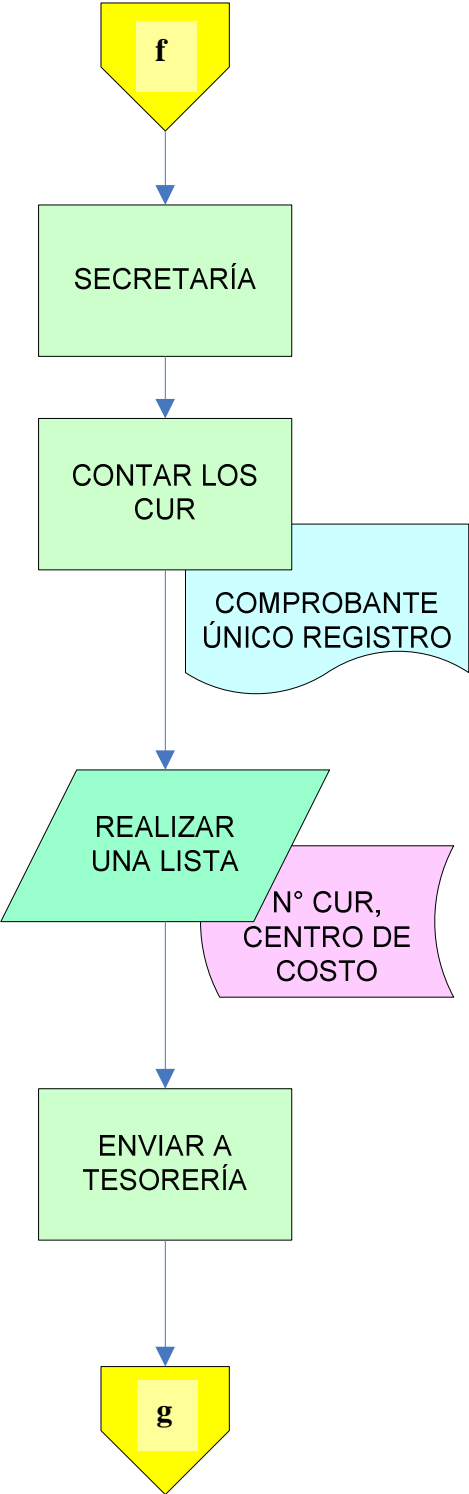 f
SECRETARÍA
CONTAR LOS
CUR
COMPROBANTE
ÚNICO REGISTRO
REALIZAR
UNA LISTA
N° CUR,
CENTRO DE
COSTO
ENVIAR A
TESORERÍA
g